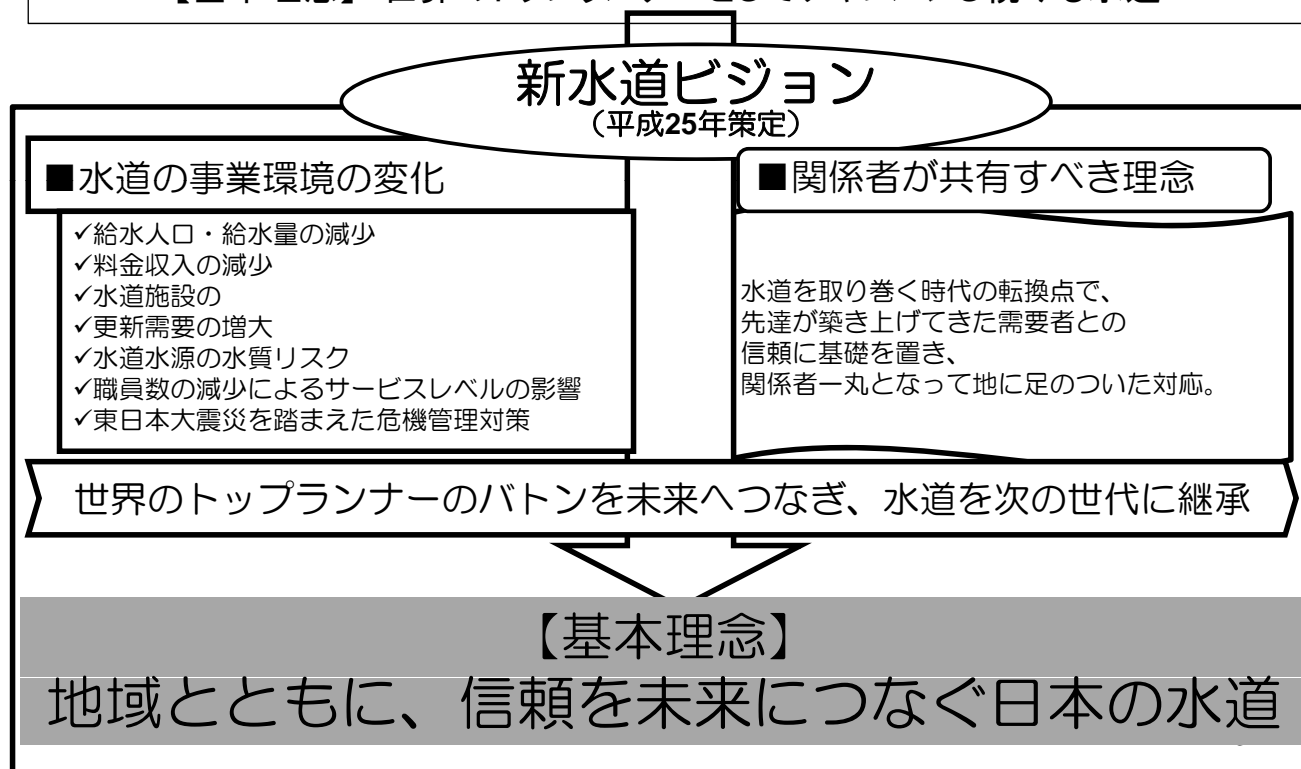 新水道ビジョン
(平成25年策定)
■水道の事業環境の変化
✓給水人口・給水量の減少
✓料金収入の減少
✓水道施設の
✓更新需要の増大
✓水道水源の水質リスク
✓職員数の減少によるサービスレベルの影響
✓東日本大震災を踏まえた危機管理対策
■関係者が共有すべき理念
水道を取り巻く時代の転換点で、
先達が築き上げてきた需要者との
信頼に基礎を置き、
関係者一丸となって地に足のついた対応。
世界のトップランナーのバトンを未来へつなぎ、水道を次の世代に継承
【基本理念】
地域とともに、信頼を未来につなぐ日本の水道